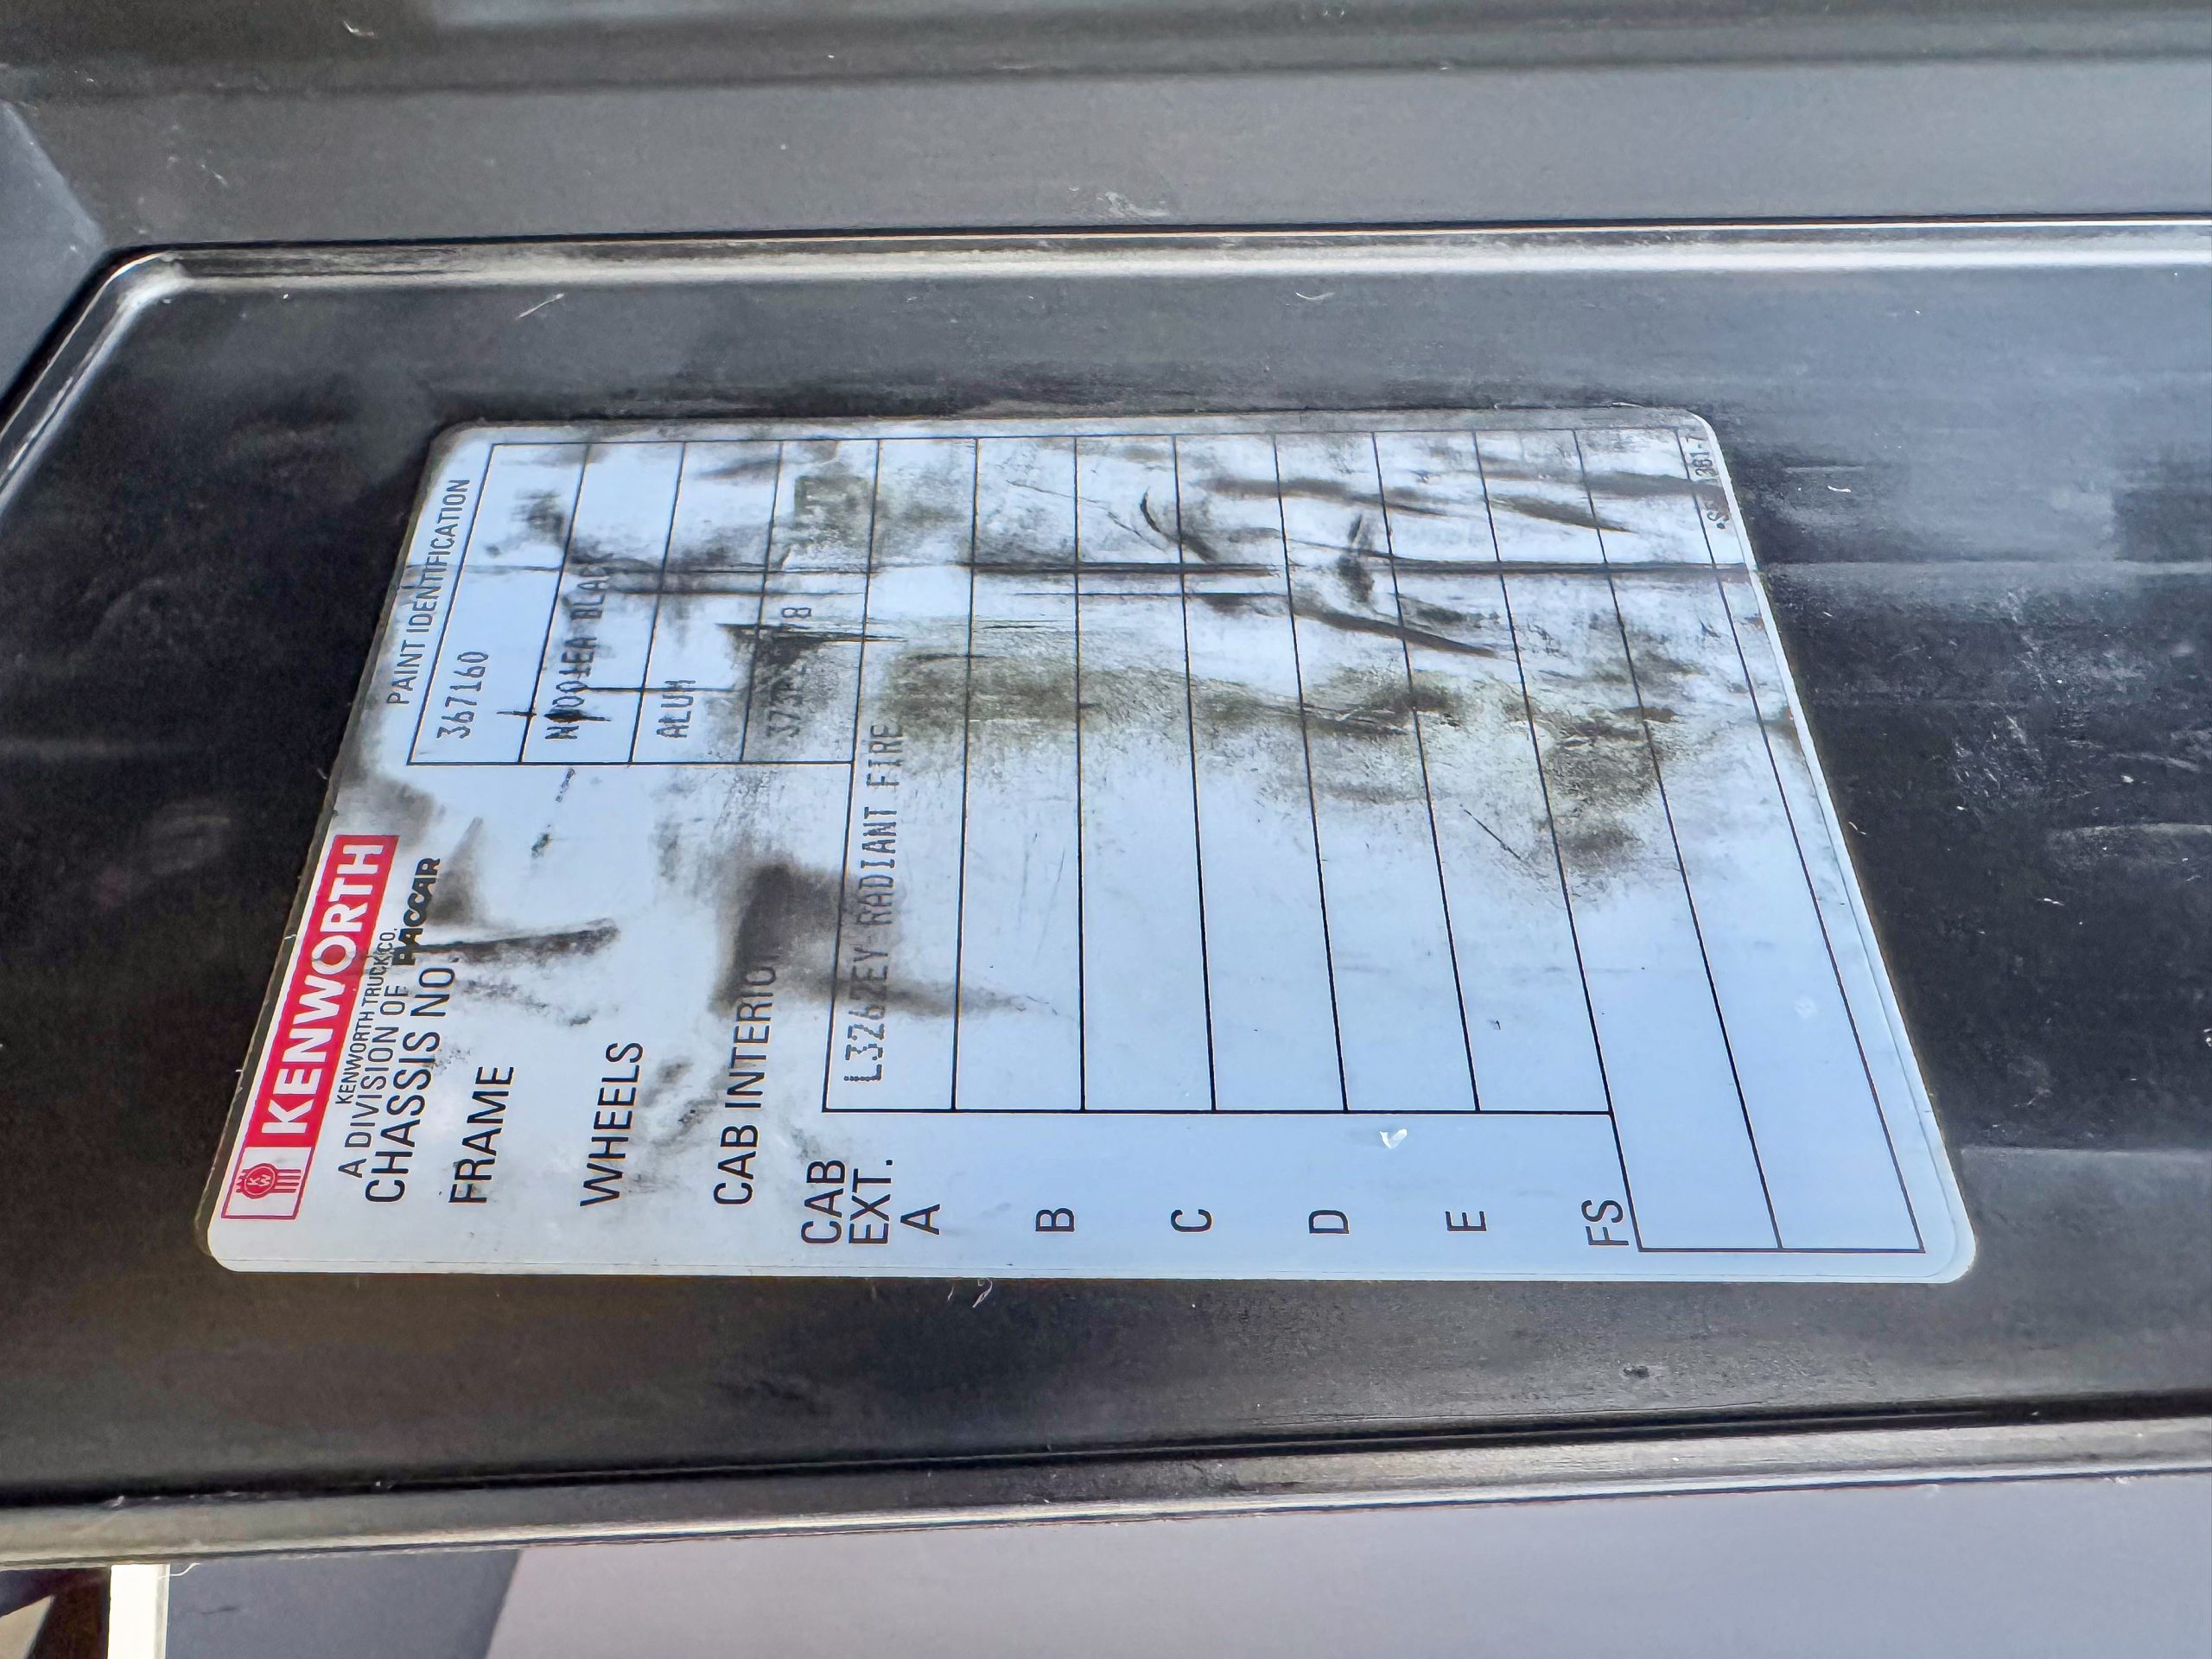 KENWORTH
KENWORTH TRUCK CO.
A DIVISION OF PACCAR
PAINT IDENTIFICATION
CHASSIS NO. 367160
FRAME BLACK
WHEELS ALUM
CAB INTERIOR
CAB
EXT.
A L3262EY RADIANT FIRE
B
C
D
E
FS